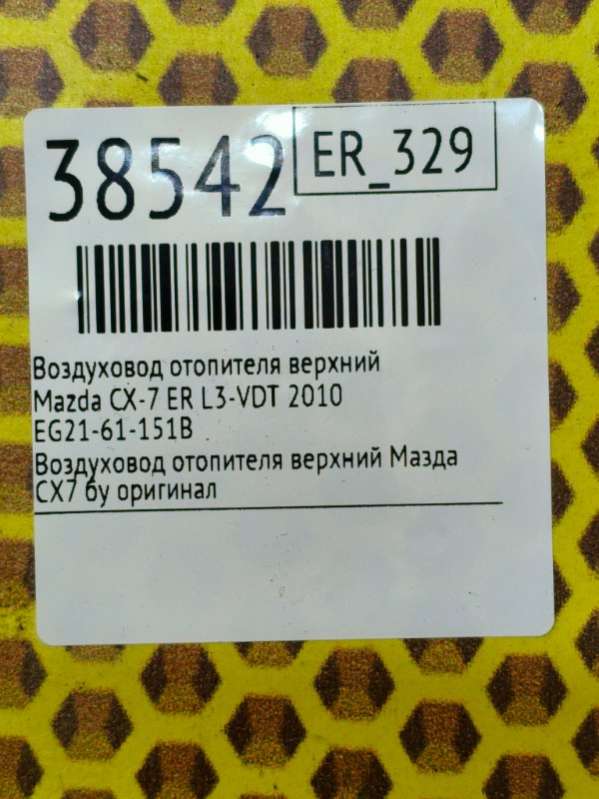 38542
ER_329
Воздуховод отопителя верхний
Mazda CX-7 ER L3-VDT 2010
EG21-61-151B
Воздуховод отопителя верхний Мазда
СХ7 бу оригинал